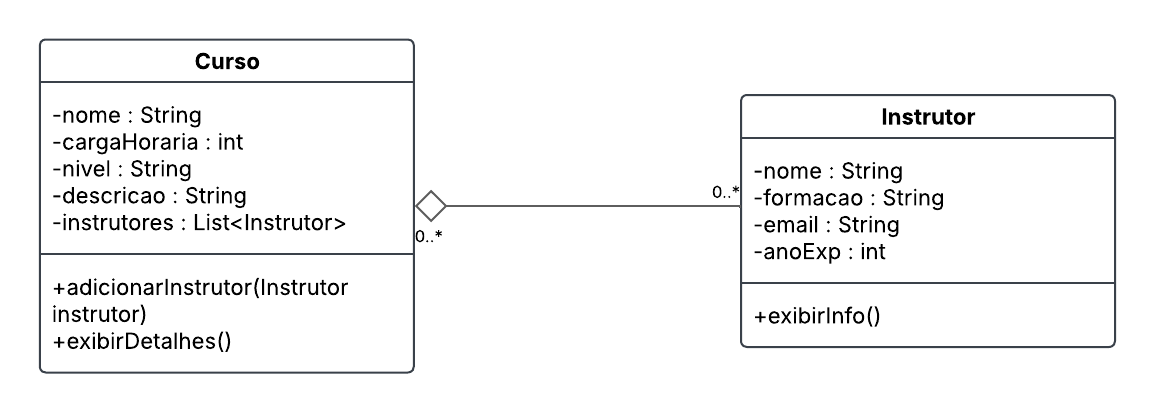 Curso
-nome : String
-cargaHoraria : int
-nivel : String
-descricao : String
-instrutores : List<Instrutor>
+adicionarInstrutor(Instrutor
instrutor)
+exibirDetalhes()
0..*
0..*
Instrutor
-nome : String
-formacao : String
-email : String
-anoExp : int
+exibirInfo()